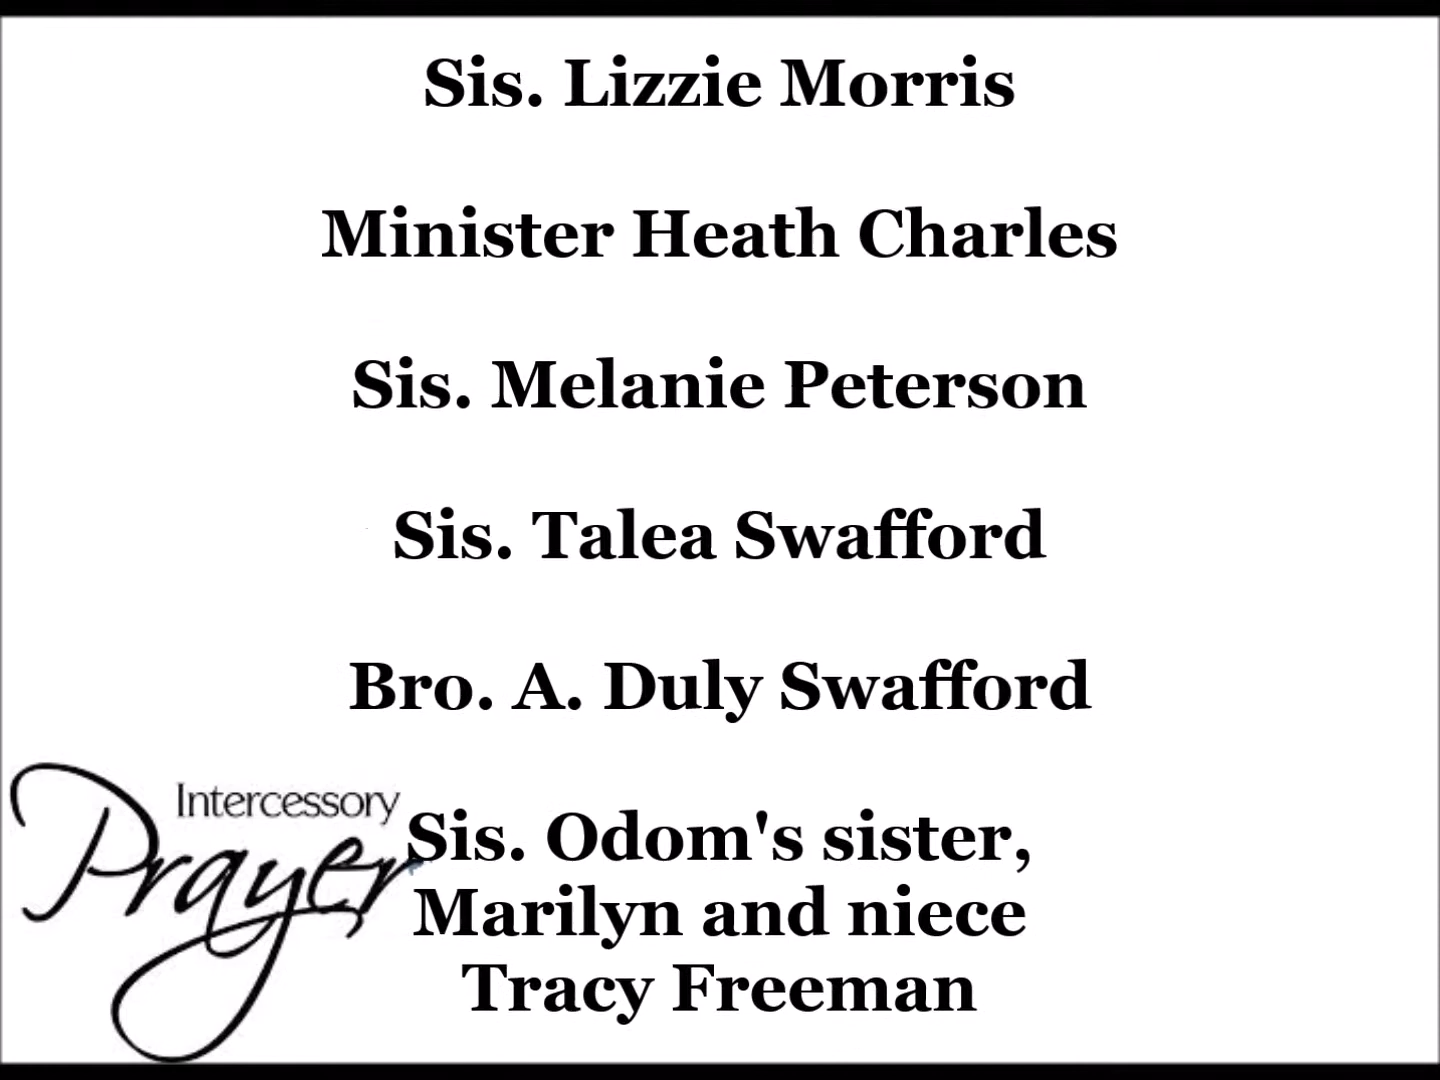 Sis. Lizzie Morris
Minister Heath Charles
Sis. Melanie Peterson
Sis. Talea Swafford
Bro. A. Duly Swafford
Sis. Odom's sister,
Marilyn and niece
Tracy Freeman
Intercessory
Prayer